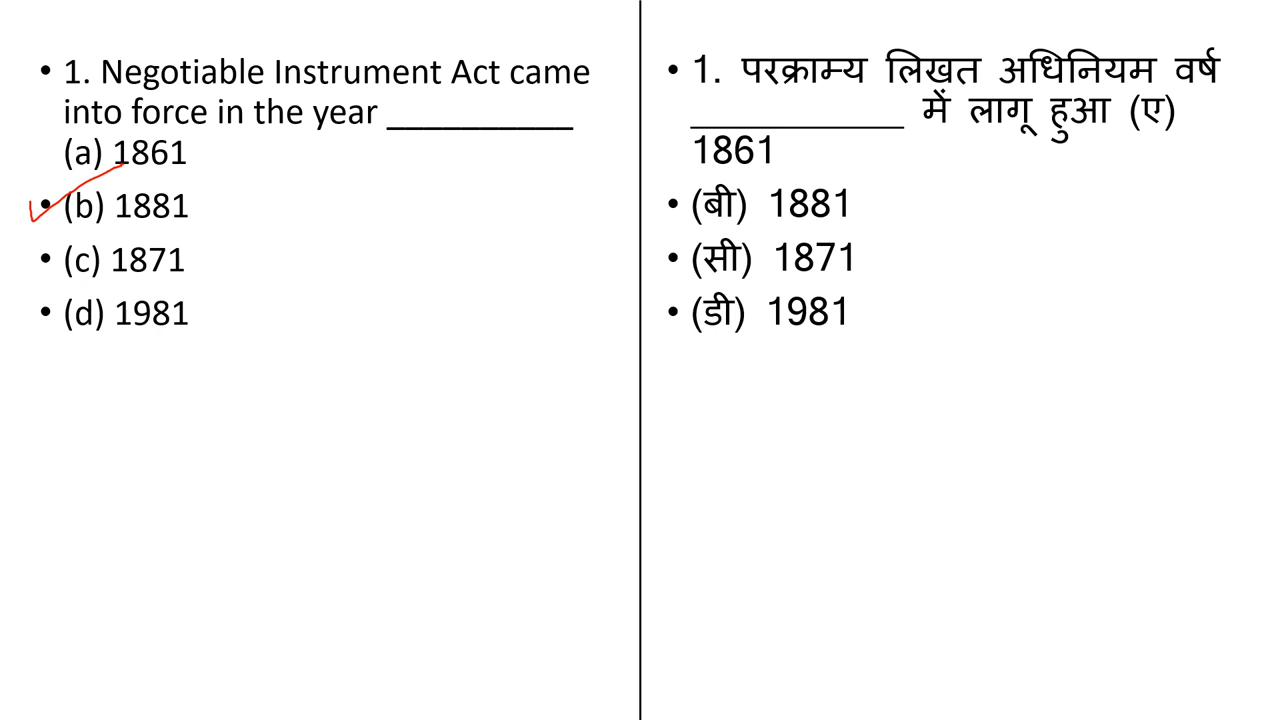 • 1. Negotiable Instrument Act came
into force in the year __________
(a) 1861
• (b) 1881
• (c) 1871
• (d) 1981
• 1. परक्राम्य लिखत अधिनियम वर्ष
__________ में लागू हुआ (ए)
1861
• (बी) 1881
• (सी) 1871
• (डी) 1981